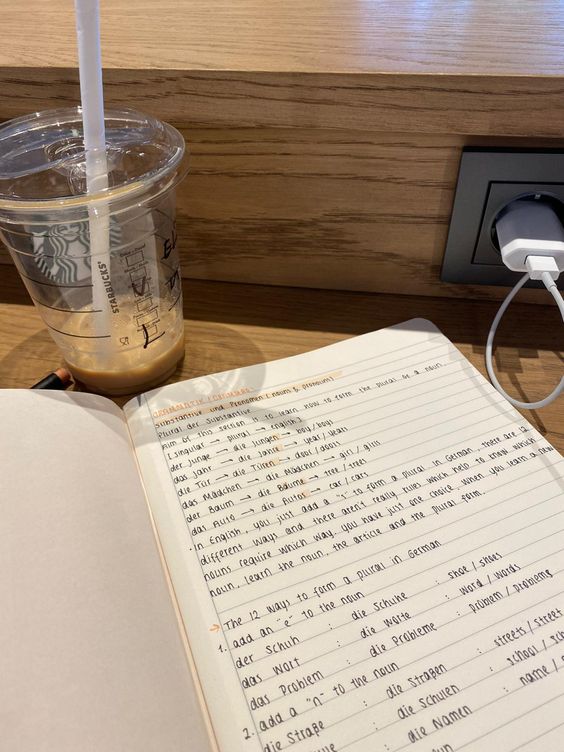 STARBUCKS
GRAMMATIK / GRAMMAR
Substantive und Pronomen (nouns & pronouns)
Plural der Substantive
Aim of this section is to learn how to form the plural of a noun.
[singular → plural → english]
der Junge → die Jungen → boy/boys
das Jahr → die Jahre → year/years
die Tür → die Türen → door/doors
das Mädchen → die Mädchen → girl / girls
der Baum → die Bäume → tree / trees
das Auto → die Autos → car / cars
In English, you just add a "s" to form a plural. In German, there are 12
different ways and there aren't really rules which help to know which
nouns require which way. You have just one choice, when you learn a new
noun, learn the noun, the article and the plural form.
→ The 12 ways to form a plural in German
1. add an "e" to the noun
der Schuh : die Schuhe : shoe / shoes
das Wort : die Worte : word / words
das Problem : die Probleme : problem / problems
2. add a "n" to the noun
die Straße : die Straßen : streets / street
die Schulen : school /
die Namen : name /